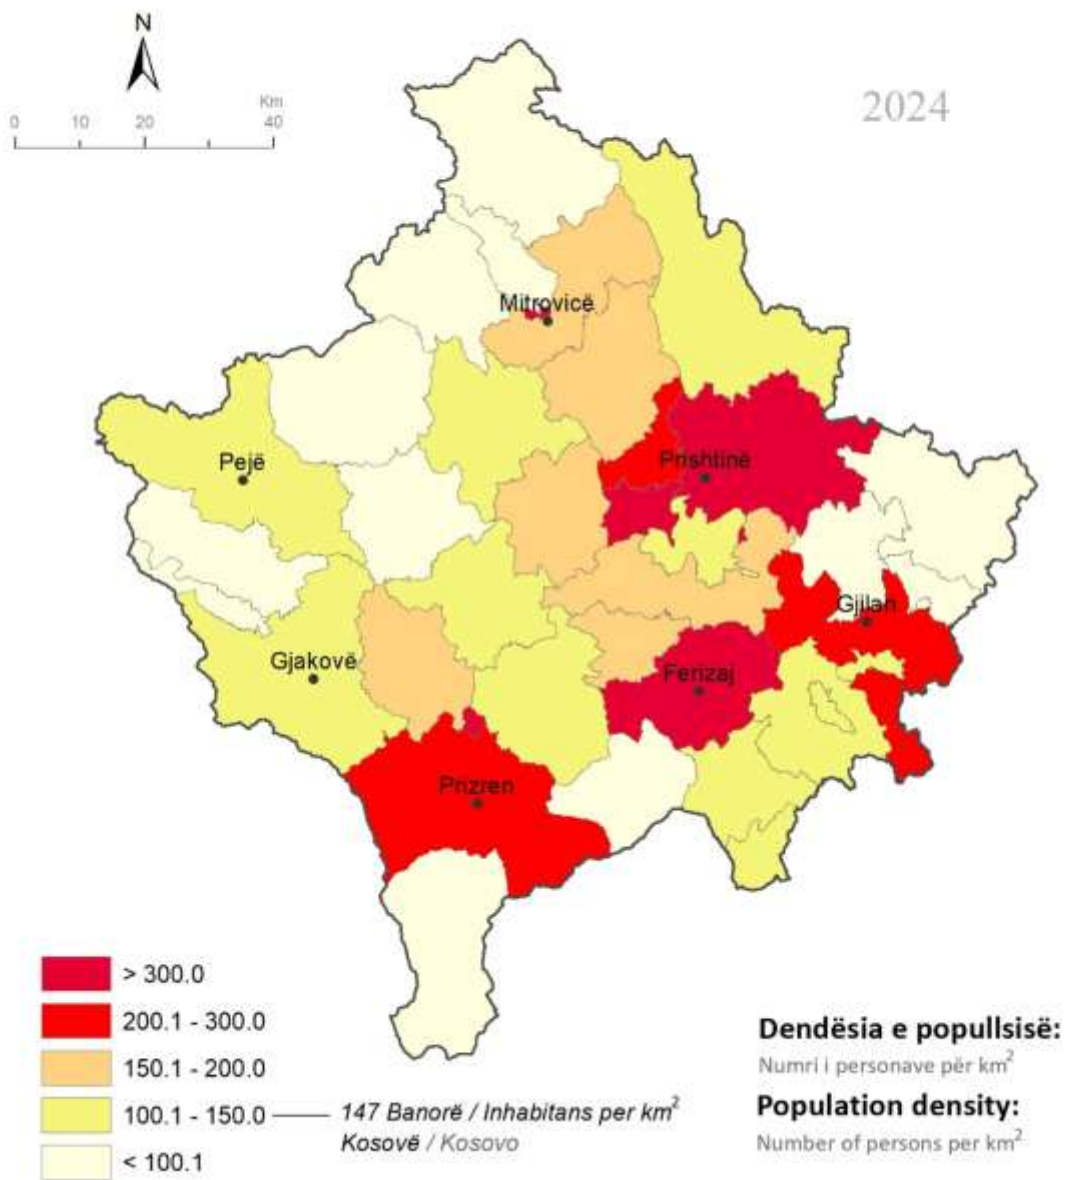 N
2024
Km
0 10 20 40
Mitrovicë
Pejë
Prishtinë
Gjilan
Gjakovë
Ferizaj
Prizren
> 300.0
200.1 - 300.0
150.1 - 200.0
100.1 - 150.0
< 100.1
147 Banorë / Inhabitans per km²
Kosovë / Kosovo
Dendësia e popullsisë:
Numri i personave për km²
Population density:
Number of persons per km²